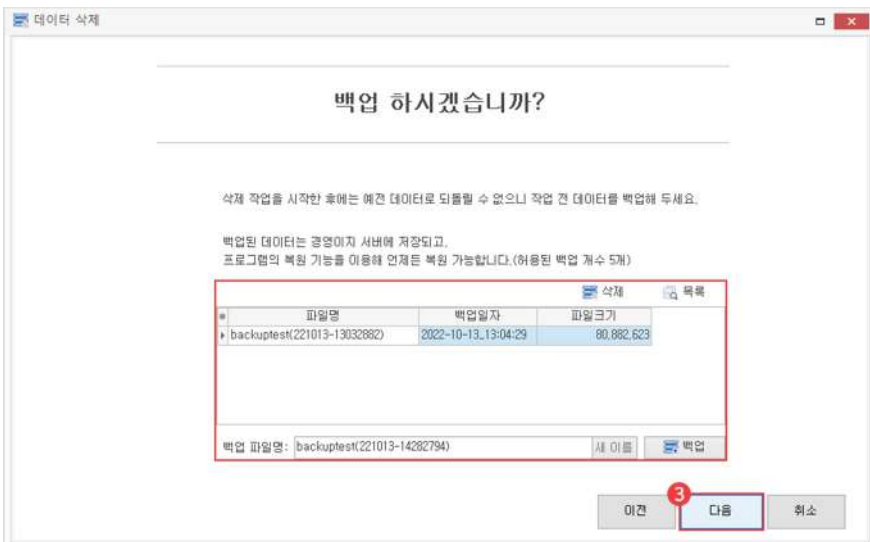 데이터 삭제
백업 하시겠습니까?
삭제 작업을 시작한 후에는 예전 데이터로 되돌릴 수 없으니 작업 전 데이터를 백업해 두세요.
백업된 데이터는 경영이지 서버에 저장되고,
프로그램의 복원 기능을 이용해 언제든 복원 가능합니다.(허용된 백업 개수 5개)
삭제 목록
파일명 백업일자 파일크기
backuptest(221013-13032882) 2022-10-13_13:04:29 80,882,623
백업 파일명: backuptest(221013-14282794) 새 이름 백업
3
이전 다음 취소